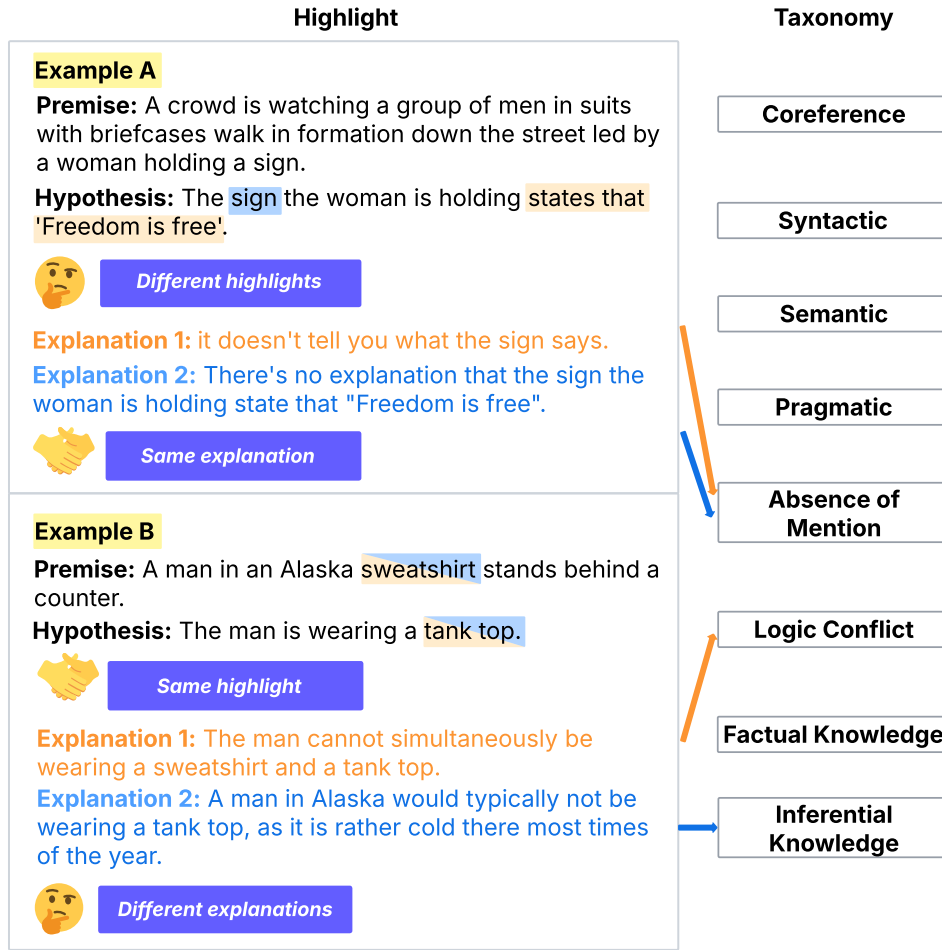 Highlight
Taxonomy
Example A
Premise: A crowd is watching a group of men in suits
with briefcases walk in formation down the street led by
a woman holding a sign.
Hypothesis: The sign the woman is holding states that
'Freedom is free'.
Different highlights
Explanation 1: it doesn't tell you what the sign says.
Explanation 2: There's no explanation that the sign the
woman is holding state that "Freedom is free".
Same explanation
Example B
Premise: A man in an Alaska sweatshirt stands behind a
counter.
Hypothesis: The man is wearing a tank top.
Same highlight
Explanation 1: The man cannot simultaneously be
wearing a sweatshirt and a tank top.
Explanation 2: A man in Alaska would typically not be
wearing a tank top, as it is rather cold there most times
of the year.
Different explanations
Coreference
Syntactic
Semantic
Pragmatic
Absence of
Mention
Logic Conflict
Factual Knowledge
Inferential
Knowledge